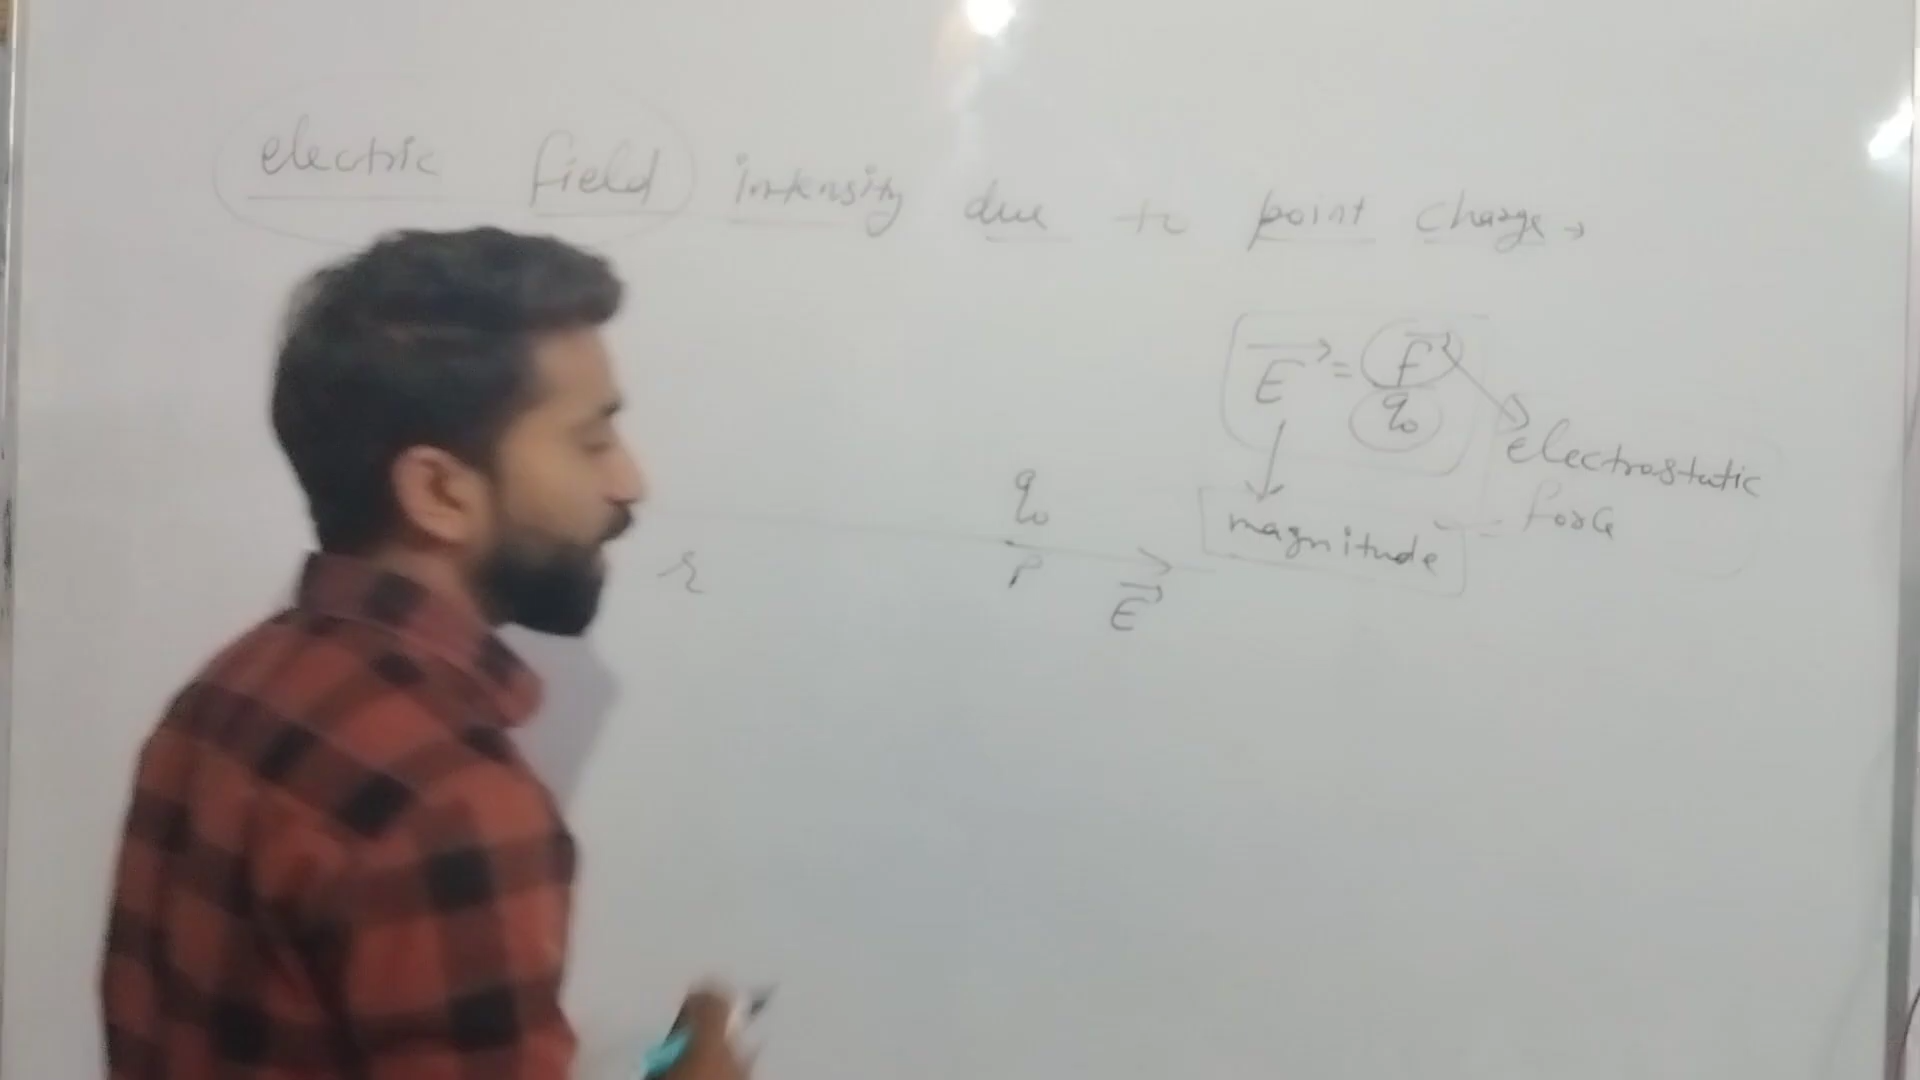 electric field intensity due to point charge →
E = F
q₀
electrostatic
force
magnitude
q₀
r
P
E